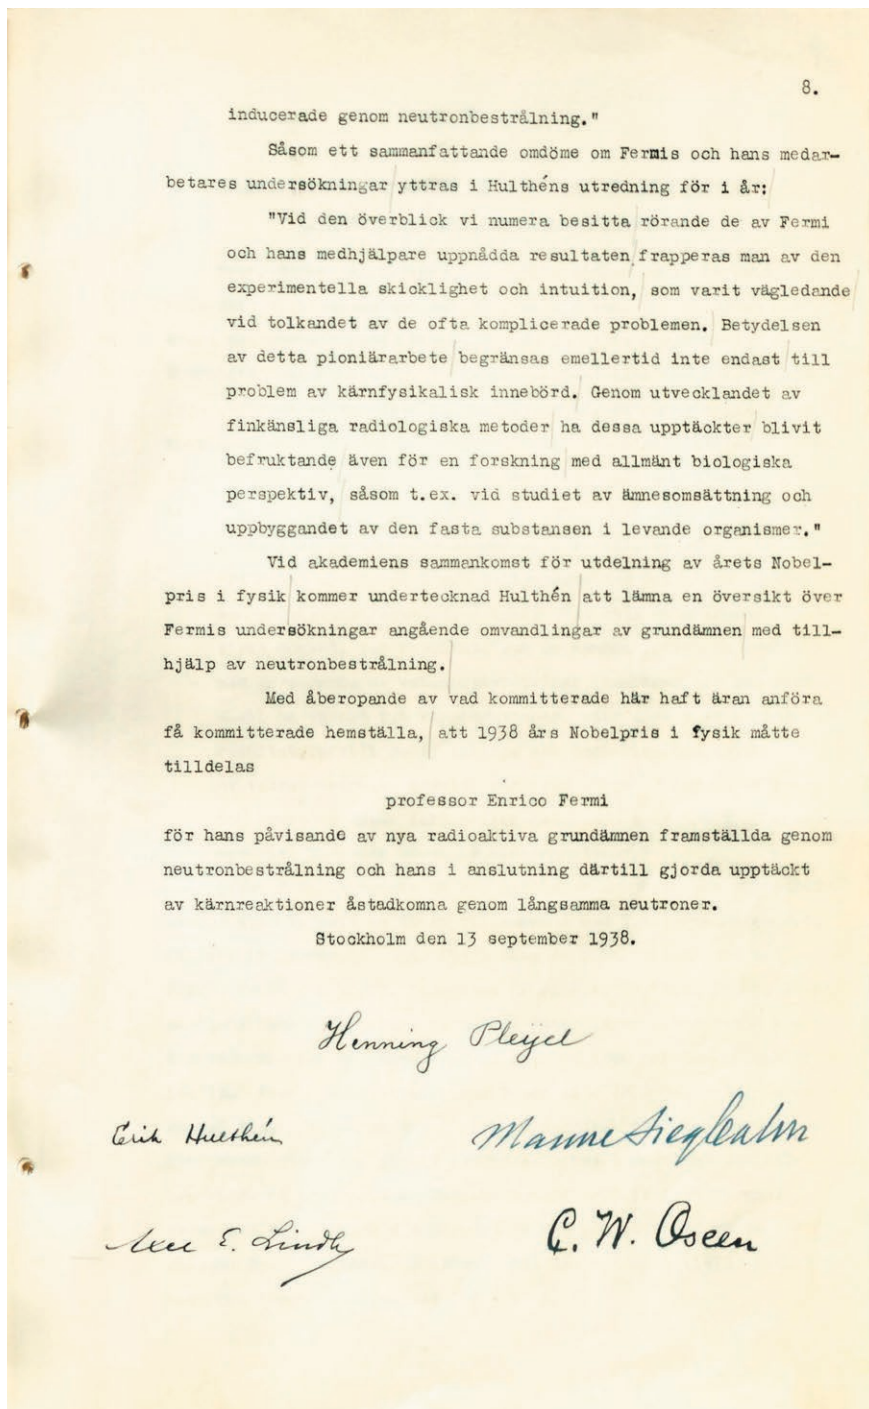 8.
inducerade genom neutronbestrålning."
Såsom ett sammanfattande omdöme om Fermis och hans medar-
betares undersökningar yttras i Hulthéns utredning för i år:
"Vid den överblick vi numera besitta rörande de av Fermi
och hans medhjälpare uppnådda resultaten frapperas man av den
experimentella skicklighet och intuition, som varit vägledande
vid tolkandet av de ofta komplicerade problemen. Betydelsen
av detta pioniärarbete begränsas emellertid inte endast till
problem av kärnfysikalisk innebörd. Genom utvecklandet av
finkänsliga radiologiska metoder ha dessa upptäckter blivit
befruktande även för en forskning med allmänt biologiska
perspektiv, såsom t.ex. vid studiet av ämnesomsättning och
uppbyggandet av den fasta substansen i levande organismer."
Vid akademiens sammankomst för utdelning av årets Nobel-
pris i fysik kommer undertecknad Hulthén att lämna en översikt över
Fermis undersökningar angående omvandlingar av grundämnen med till-
hjälp av neutronbestrålning.
Med åberopande av vad kommitterade här haft äran anföra
få kommitterade hemställa, att 1938 års Nobelpris i fysik måtte
tilldelas
professor Enrico Fermi
för hans påvisande av nya radioaktiva grundämnen framställda genom
neutronbestrålning och hans i anslutning därtill gjorda upptäckt
av kärnreaktioner åstadkomna genom långsamma neutroner.
Stockholm den 13 september 1938.
Henning Pleijel
Erik Hulthén
Manne Siegbahn
Axel E. Lindh
C. W. Oseen